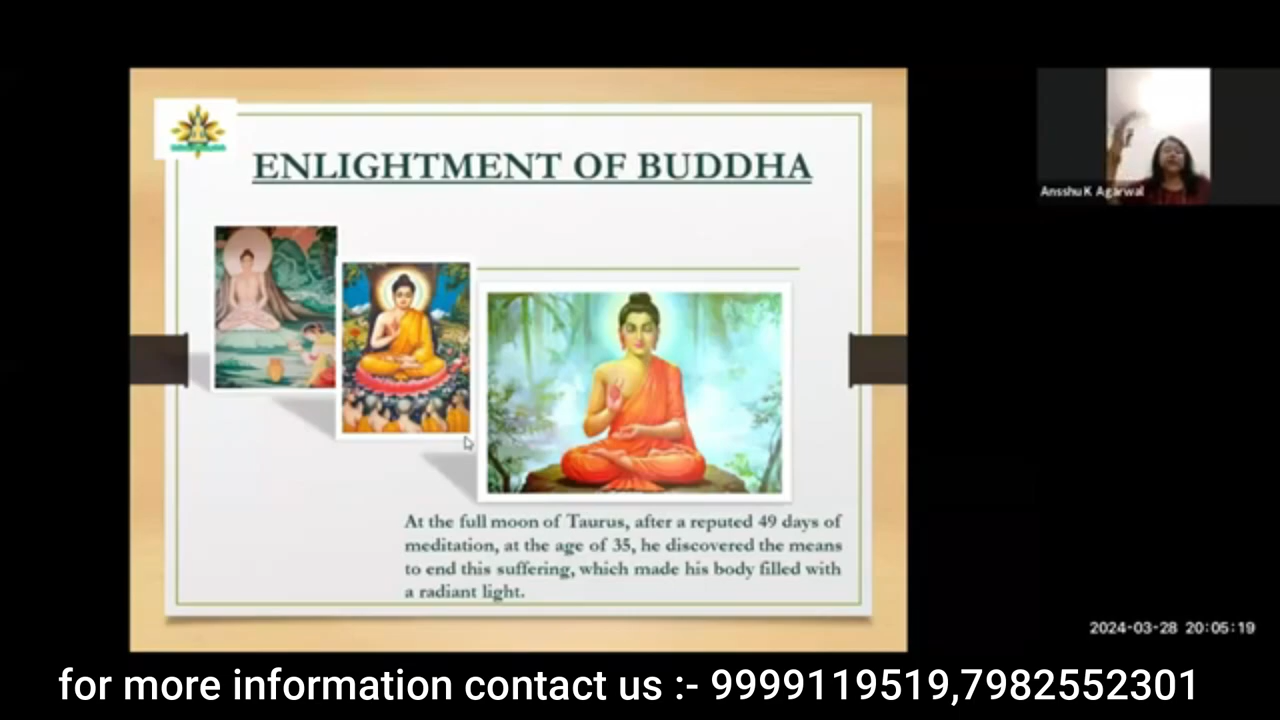 ENLIGHTMENT OF BUDDHA
Ansshu K Agarwal
At the full moon of Taurus, after a reputed 49 days of
meditation, at the age of 35, he discovered the means
to end this suffering, which made his body filled with
a radiant light.
2024-03-28 20:05:19
for more information contact us :- 9999119519,7982552301